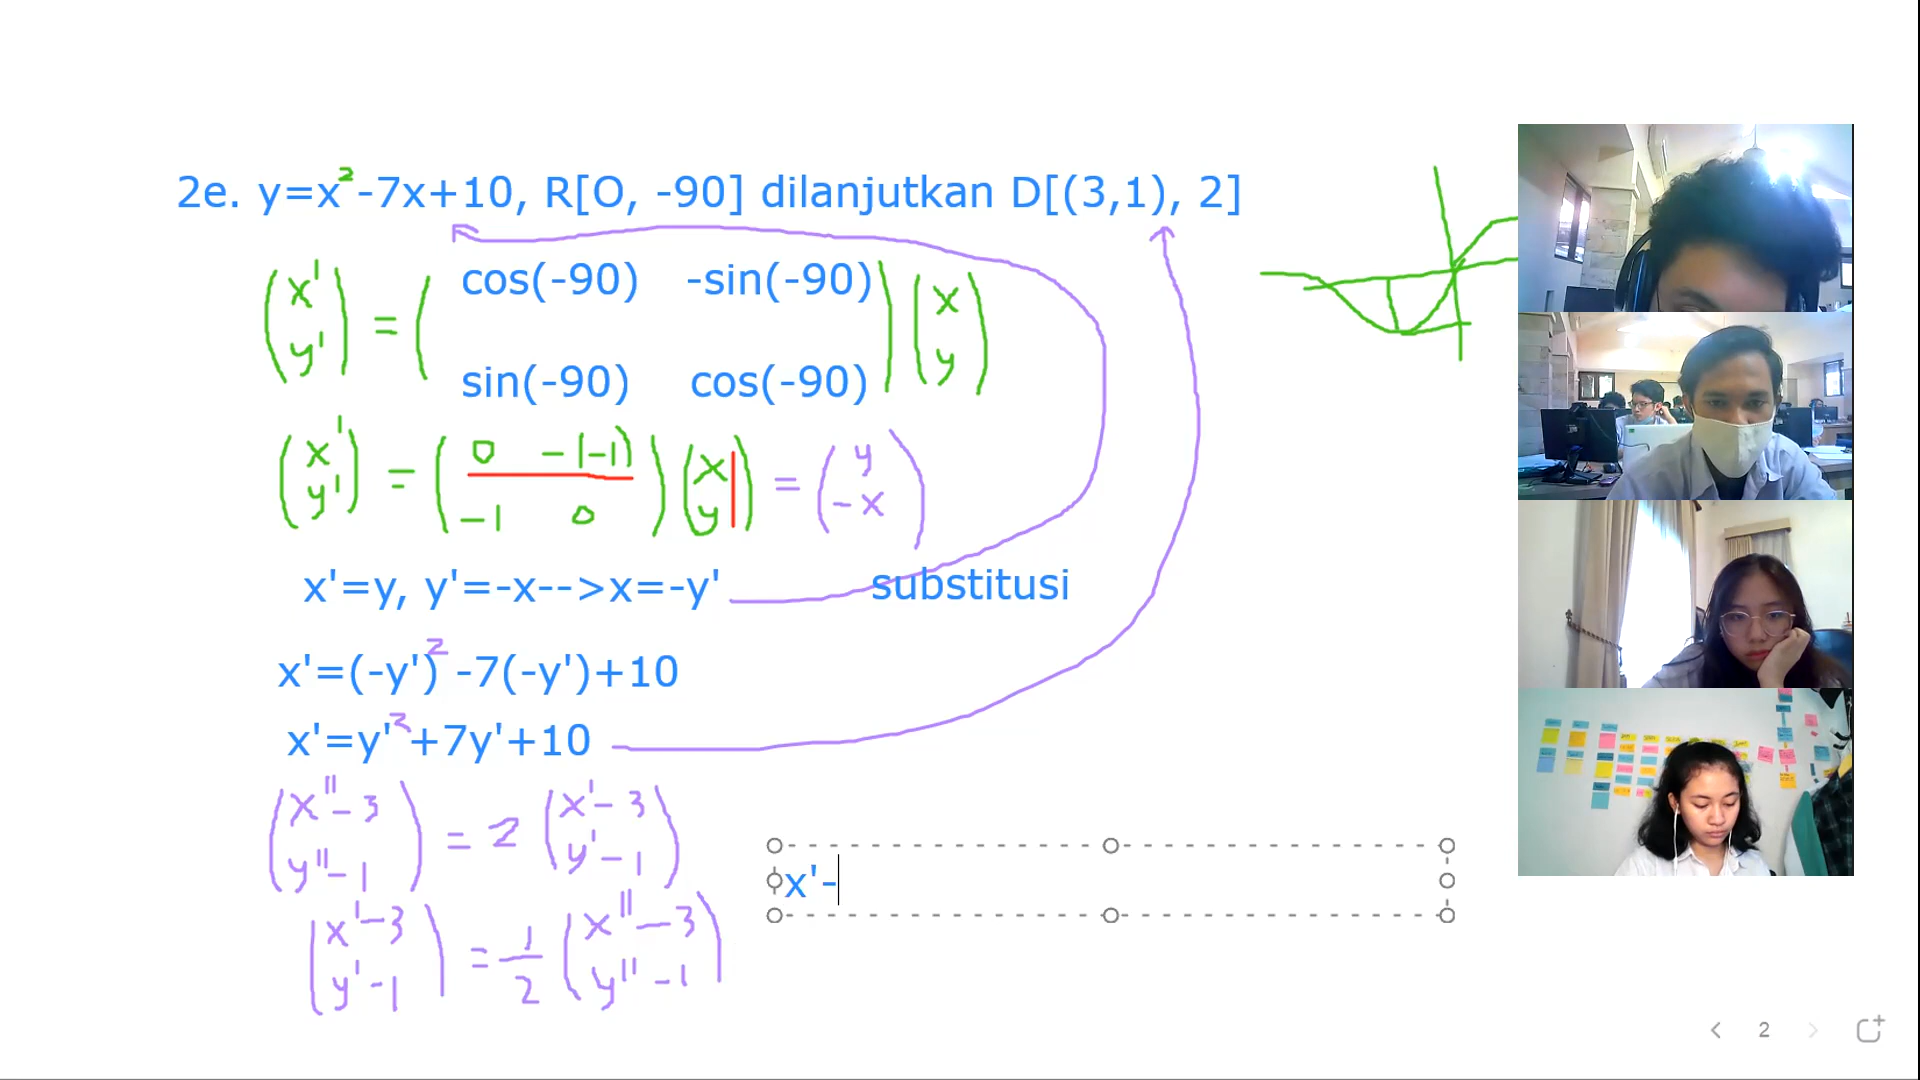 2e. y=x²-7x+10, R[O, -90] dilanjutkan D[(3,1), 2]
(x' y') = ( cos(-90) -sin(-90) sin(-90) cos(-90) ) (x y)
(x' y') = ( 0 -(-1) -1 0 ) (x y) = (y -x)
x'=y, y'=-x-->x=-y' substitusi
x'=(-y')² -7(-y')+10
x'=y'²+7y'+10
(x''-3 y''-1) = 2 (x'-3 y'-1)
x'-
(x'-3 y'-1) = 1/2 (x''-3 y''-1)
2